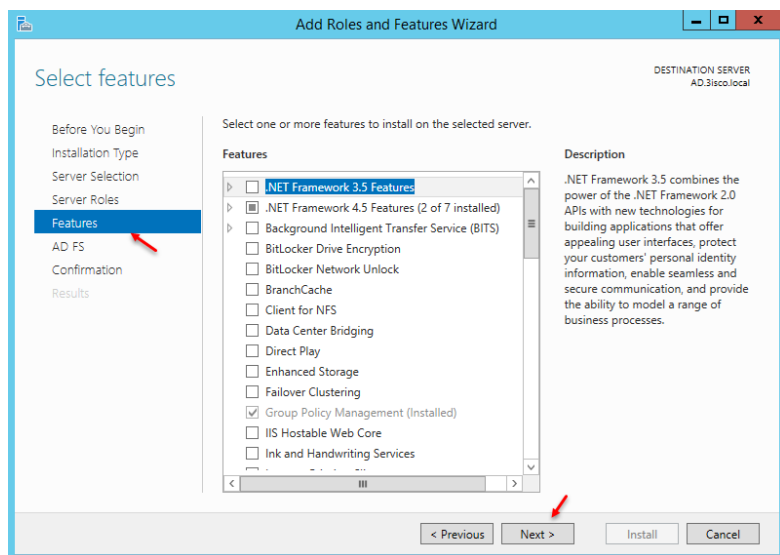 Add Roles and Features Wizard
Select features
DESTINATION SERVER
AD.3isco.local
Before You Begin
Installation Type
Server Selection
Server Roles
Features
AD FS
Confirmation
Results
Select one or more features to install on the selected server.
Features
.NET Framework 3.5 Features
.NET Framework 4.5 Features (2 of 7 installed)
Background Intelligent Transfer Service (BITS)
BitLocker Drive Encryption
BitLocker Network Unlock
BranchCache
Client for NFS
Data Center Bridging
Direct Play
Enhanced Storage
Failover Clustering
Group Policy Management (Installed)
IIS Hostable Web Core
Ink and Handwriting Services
Description
.NET Framework 3.5 combines the
power of the .NET Framework 2.0
APIs with new technologies for
building applications that offer
appealing user interfaces, protect
your customers' personal identity
information, enable seamless and
secure communication, and provide
the ability to model a range of
business processes.
< Previous
Next >
Install
Cancel